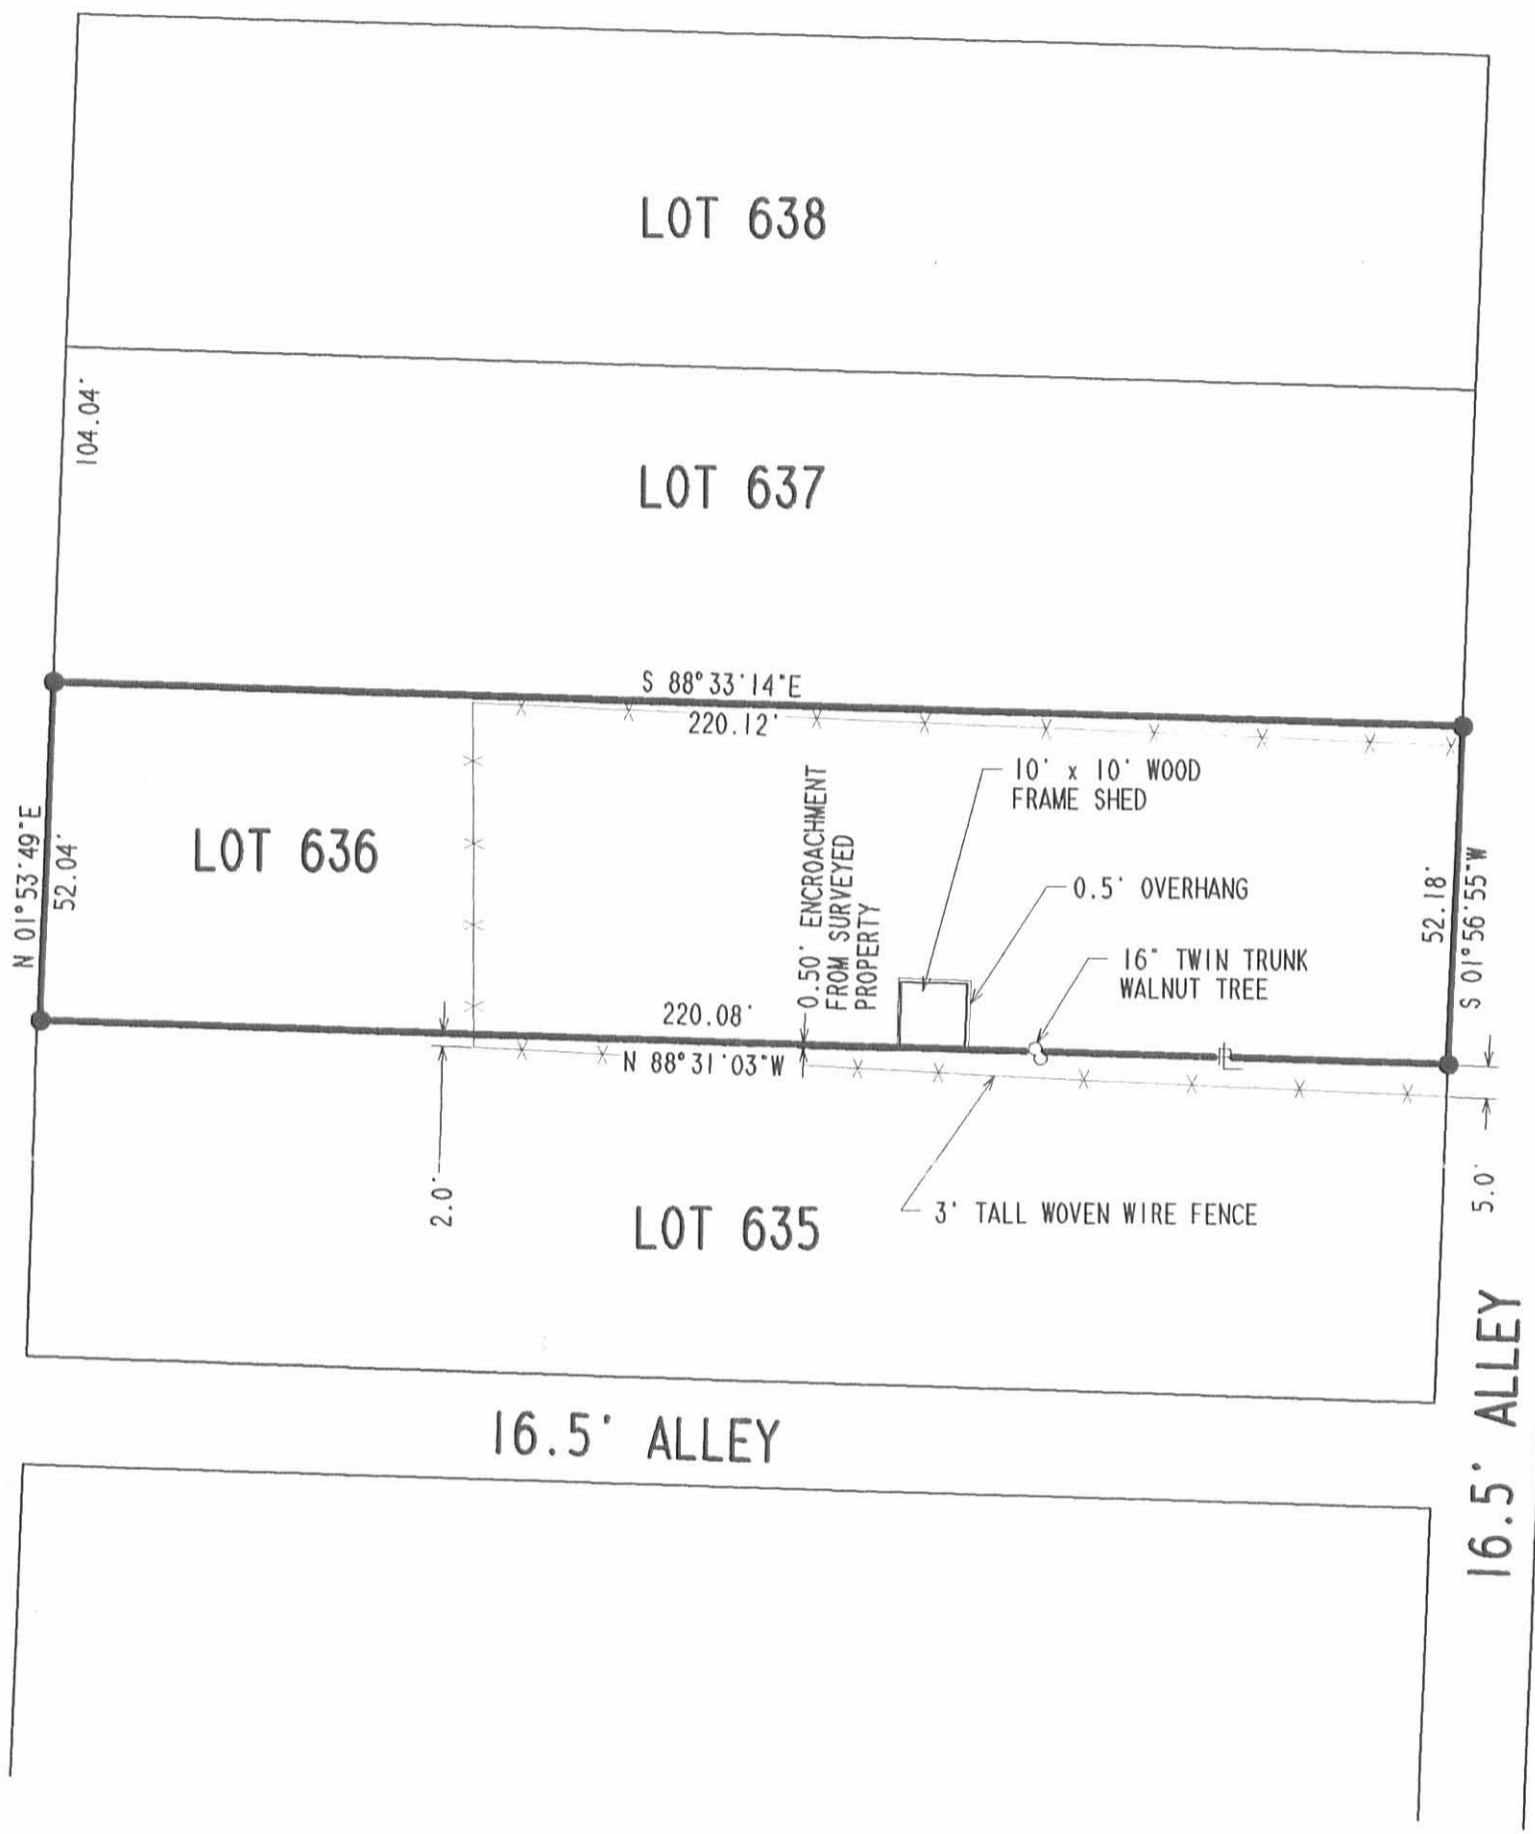 LOT 638
104.04'
LOT 637
S 88°33'14"E
220.12'
10' x 10' WOOD
FRAME SHED
0.50' ENCROACHMENT
FROM SURVEYED
PROPERTY
N 01°53'49"E
52.04'
LOT 636
0.5' OVERHANG
52.18'
S 01°56'55"W
16" TWIN TRUNK
WALNUT TREE
220.08'
N 88°31'03"W
2.0'
LOT 635
3' TALL WOVEN WIRE FENCE
5.0'
16.5' ALLEY
16.5' ALLEY